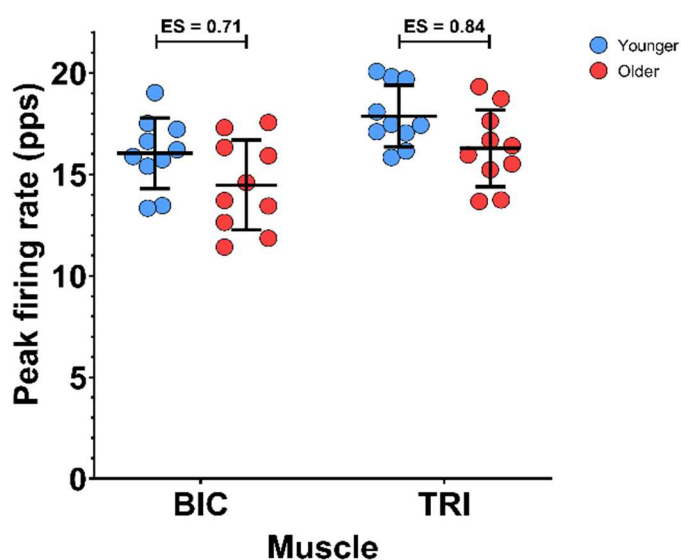 ES = 0.71
ES = 0.84
Younger
Older
Peak firing rate (pps)
20
15
10
5
0
BIC
TRI
Muscle